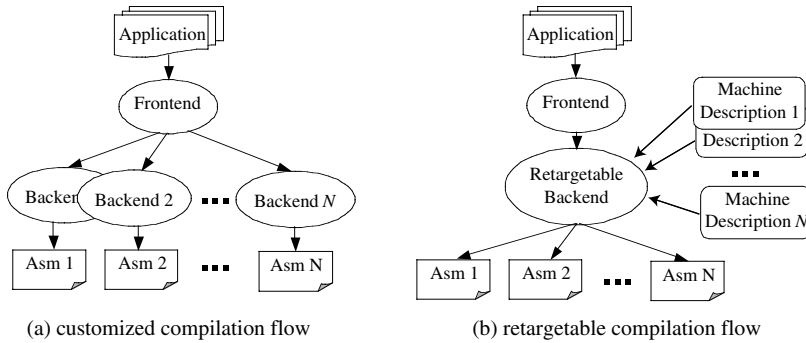 Application
Frontend
Backend
Backend 2
Backend N
Asm 1
Asm 2
Asm N
(a) customized compilation flow
Application
Frontend
Retargetable
Backend
Machine
Description 1
Description 2
Machine
Description N
Asm 1
Asm 2
Asm N
(b) retargetable compilation flow